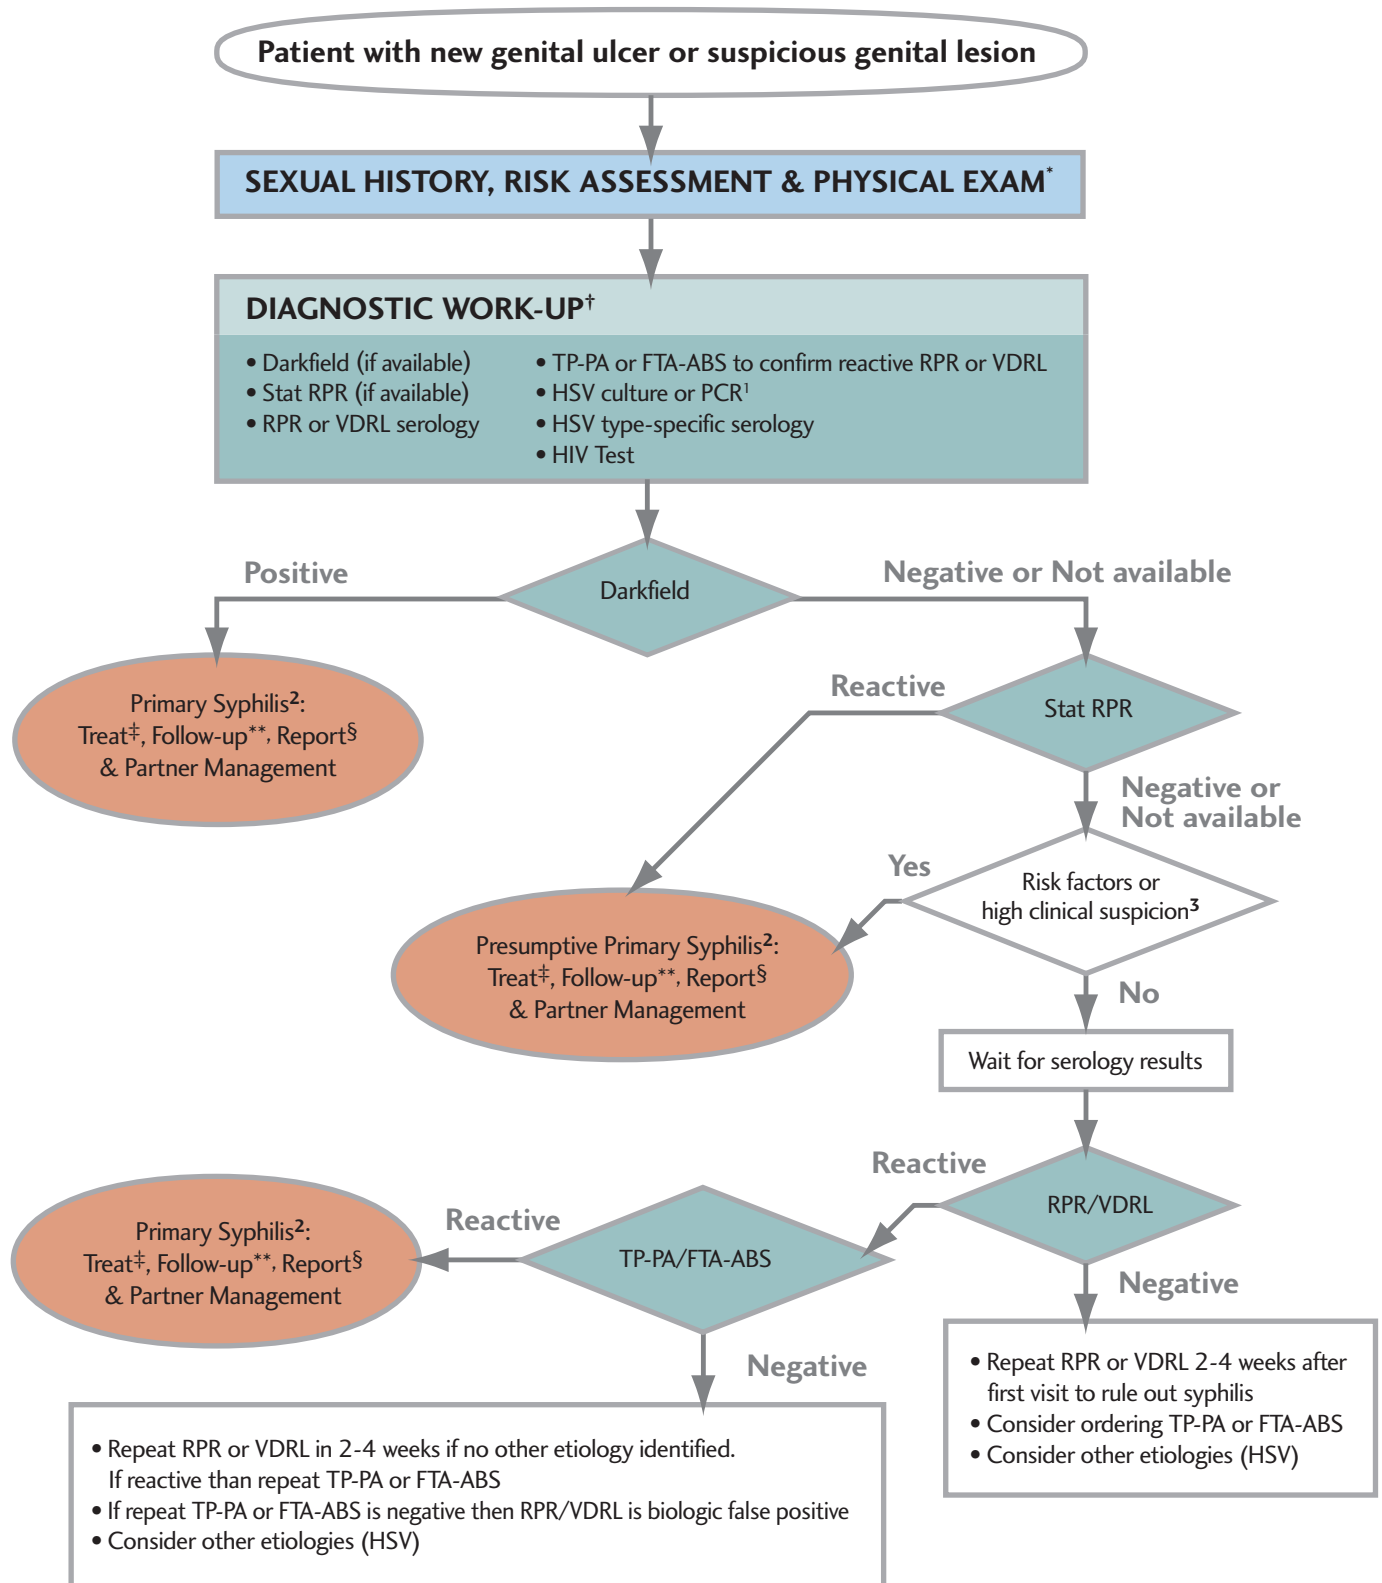 Patient with new genital ulcer or suspicious genital lesion
SEXUAL HISTORY, RISK ASSESSMENT & PHYSICAL EXAM*
DIAGNOSTIC WORK-UP†
• Darkfield (if available)
• Stat RPR (if available)
• RPR or VDRL serology
• TP-PA or FTA-ABS to confirm reactive RPR or VDRL
• HSV culture or PCR¹
• HSV type-specific serology
• HIV Test
Darkfield
Positive
Negative or Not available
Primary Syphilis²:
Treat‡, Follow-up**, Report§
& Partner Management
Stat RPR
Reactive
Negative or
Not available
Risk factors or
high clinical suspicion³
Yes
Presumptive Primary Syphilis²:
Treat‡, Follow-up**, Report§
& Partner Management
No
Wait for serology results
RPR/VDRL
Reactive
TP-PA/FTA-ABS
Reactive
Primary Syphilis²:
Treat‡, Follow-up**, Report§
& Partner Management
Negative
• Repeat RPR or VDRL 2-4 weeks after
first visit to rule out syphilis
• Consider ordering TP-PA or FTA-ABS
• Consider other etiologies (HSV)
Negative
• Repeat RPR or VDRL in 2-4 weeks if no other etiology identified.
If reactive than repeat TP-PA or FTA-ABS
• If repeat TP-PA or FTA-ABS is negative then RPR/VDRL is biologic false positive
• Consider other etiologies (HSV)